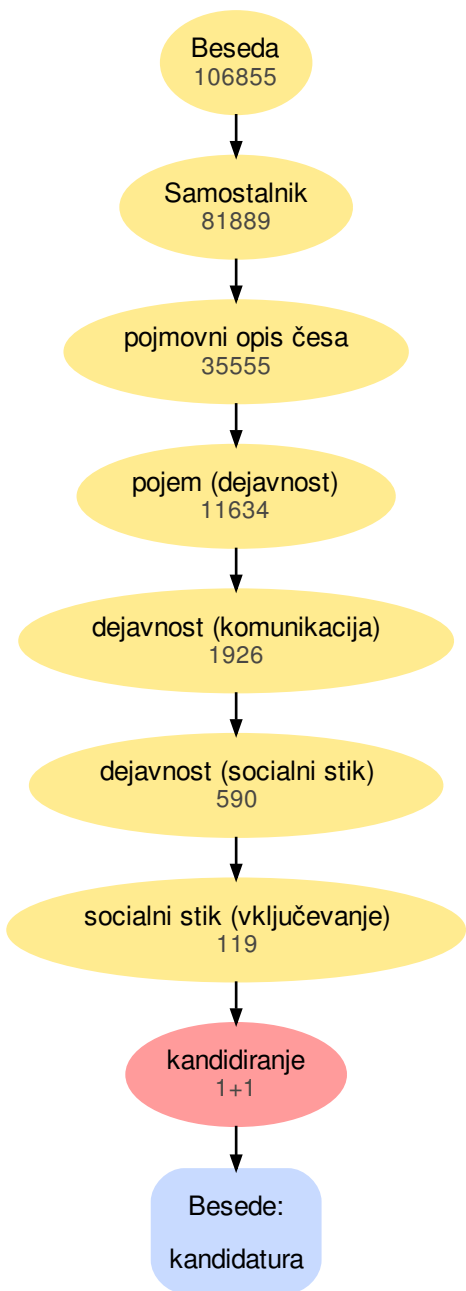 Beseda
106855
Samostalnik
81889
pojmovni opis česa
35555
pojem (dejavnost)
11634
dejavnost (komunikacija)
1926
dejavnost (socialni stik)
590
socialni stik (vključevanje)
119
kandidiranje
1+1
Besede:
kandidatura